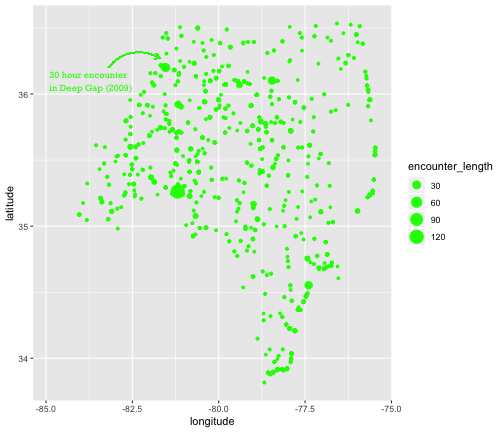 30 hour encounter
in Deep Gap (2009)
36
35
34
latitude
-85.0
-82.5
-80.0
-77.5
-75.0
longitude
encounter_length
30
60
90
120